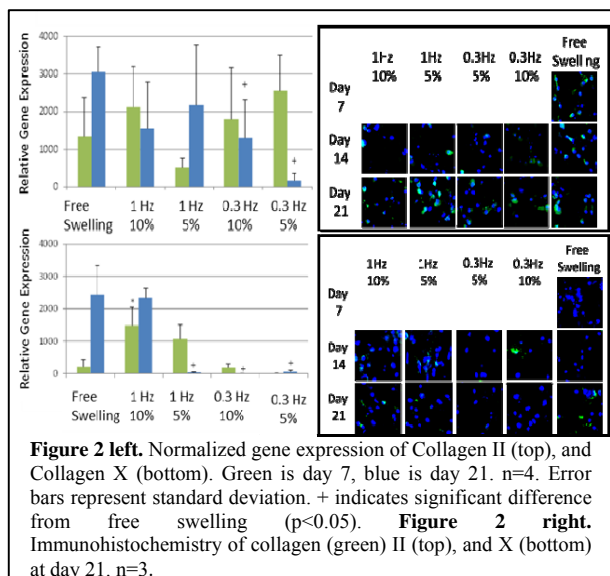 4000
3000
2000
1000
0
Relative Gene Expression
+
+
Free Swelling
1 Hz 10%
1 Hz 5%
0.3 Hz 10%
0.3 Hz 5%
1Hz 10%
1Hz 5%
0.3Hz 5%
0.3Hz 10%
Free Swelling
Day 7
Day 14
Day 21
4000
3000
2000
1000
0
Relative Gene Expression
+
+
+
+
Free Swelling
1 Hz 10%
1 Hz 5%
0.3 Hz 10%
0.3 Hz 5%
1Hz 10%
1Hz 5%
0.3Hz 5%
0.3Hz 10%
Free Swelling
Day 7
Day 14
Day 21
Figure 2 left. Normalized gene expression of Collagen II (top), and
Collagen X (bottom). Green is day 7, blue is day 21. n=4. Error
bars represent standard deviation. + indicates significant difference
from free swelling (p<0.05). Figure 2 right.
Immunohistochemistry of collagen (green) II (top), and X (bottom)
at day 21. n=3.